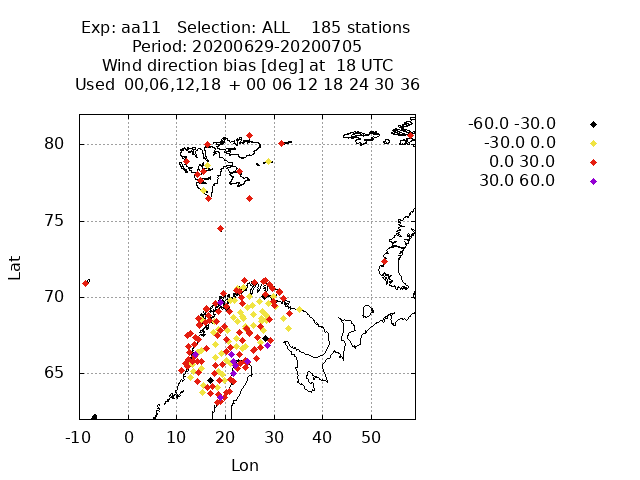 Exp: aa11   Selection: ALL    185 stations
Period: 20200629-20200705
Wind direction bias [deg] at  18 UTC
Used  00,06,12,18  + 00 06 12 18 24 30 36
-60.0 -30.0
-30.0 0.0
0.0 30.0
30.0 60.0
80
75
70
65
Lat
-10 0 10 20 30 40 50
Lon